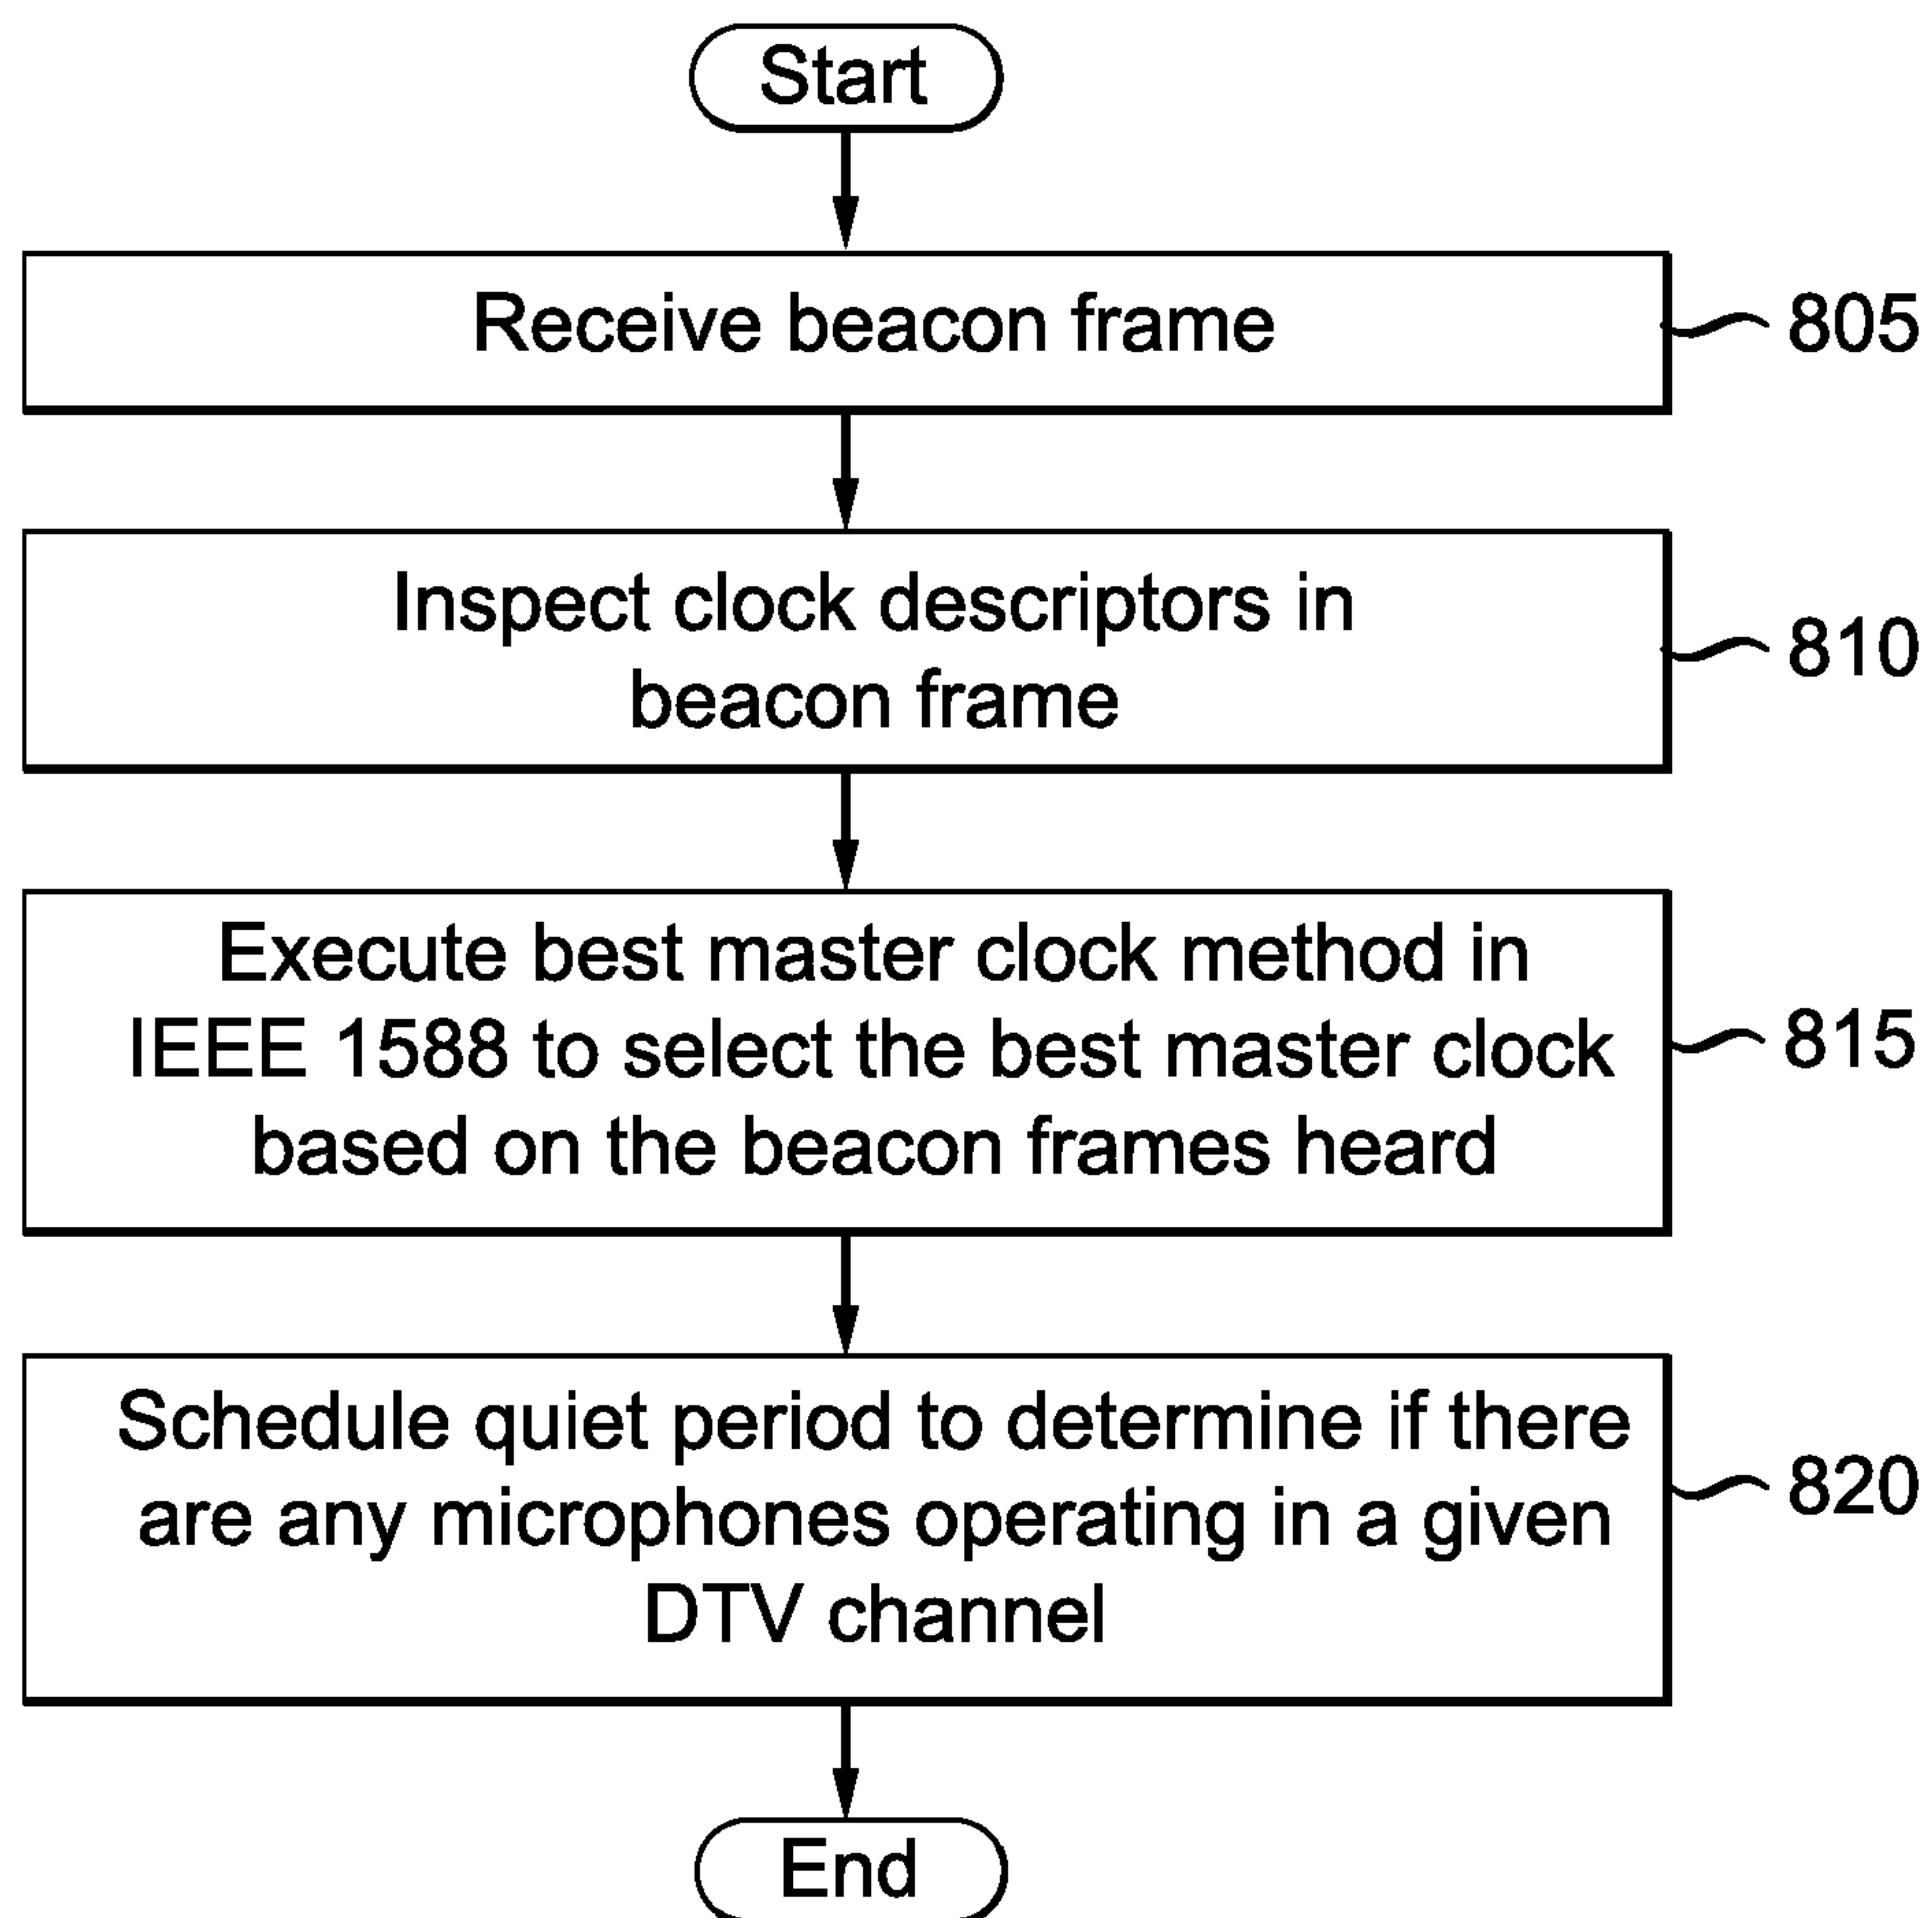 Start
Receive beacon frame
805
Inspect clock descriptors in
beacon frame
810
Execute best master clock method in
IEEE 1588 to select the best master clock
based on the beacon frames heard
815
Schedule quiet period to determine if there
are any microphones operating in a given
DTV channel
820
End